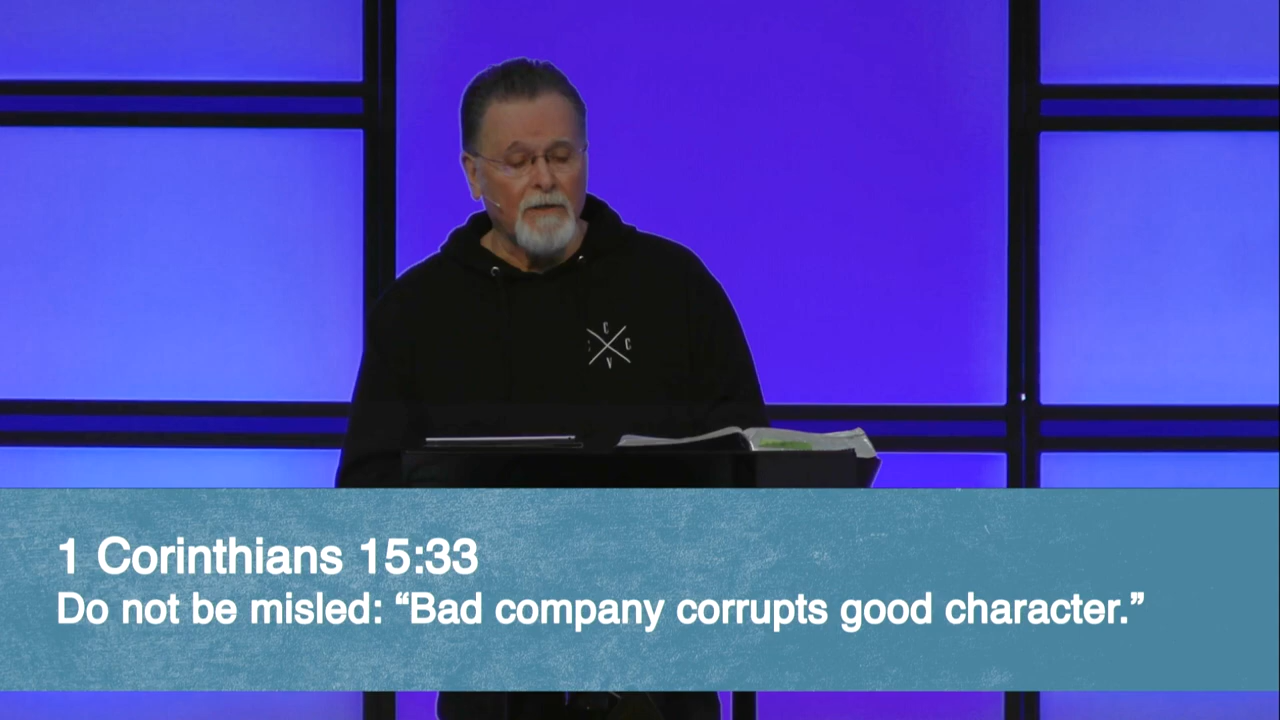 C
C
V
1 Corinthians 15:33
Do not be misled: “Bad company corrupts good character.”